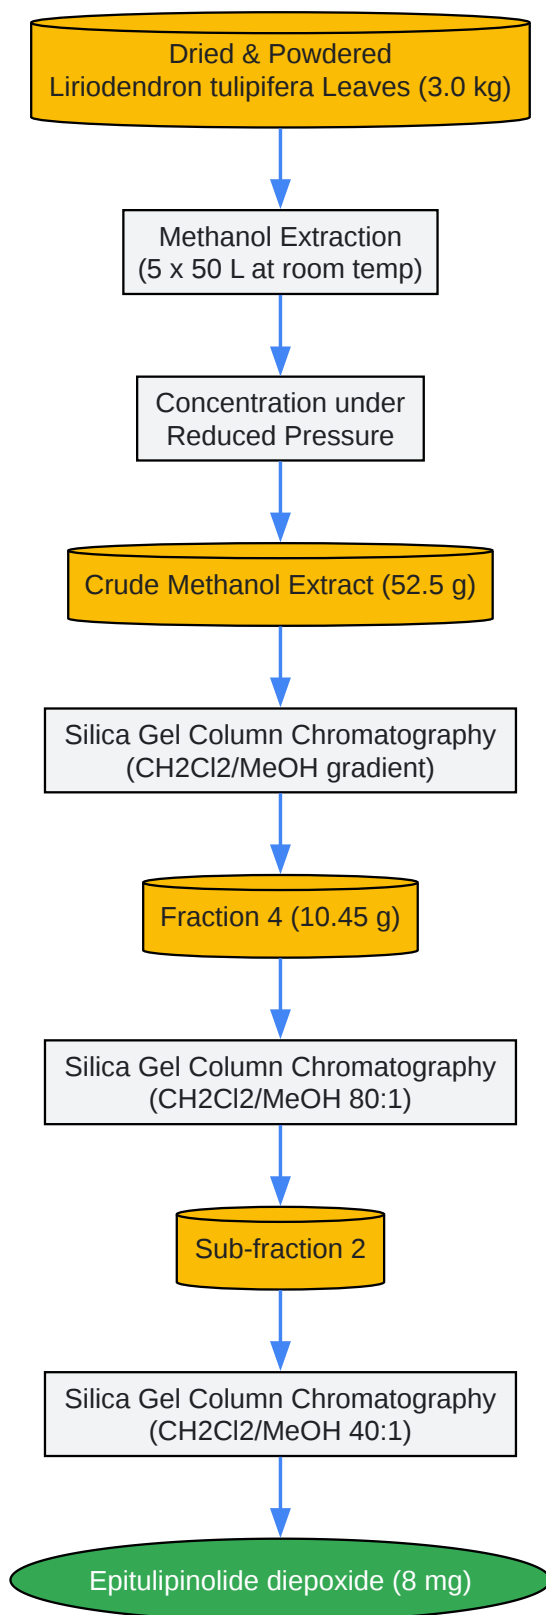 Dried & Powdered
Liriodendron tulipifera Leaves (3.0 kg)
Methanol Extraction
(5 x 50 L at room temp)
Concentration under
Reduced Pressure
Crude Methanol Extract (52.5 g)
Silica Gel Column Chromatography
(CH2Cl2/MeOH gradient)
Fraction 4 (10.45 g)
Silica Gel Column Chromatography
(CH2Cl2/MeOH 80:1)
Sub-fraction 2
Silica Gel Column Chromatography
(CH2Cl2/MeOH 40:1)
Epitulipinolide diepoxide (8 mg)